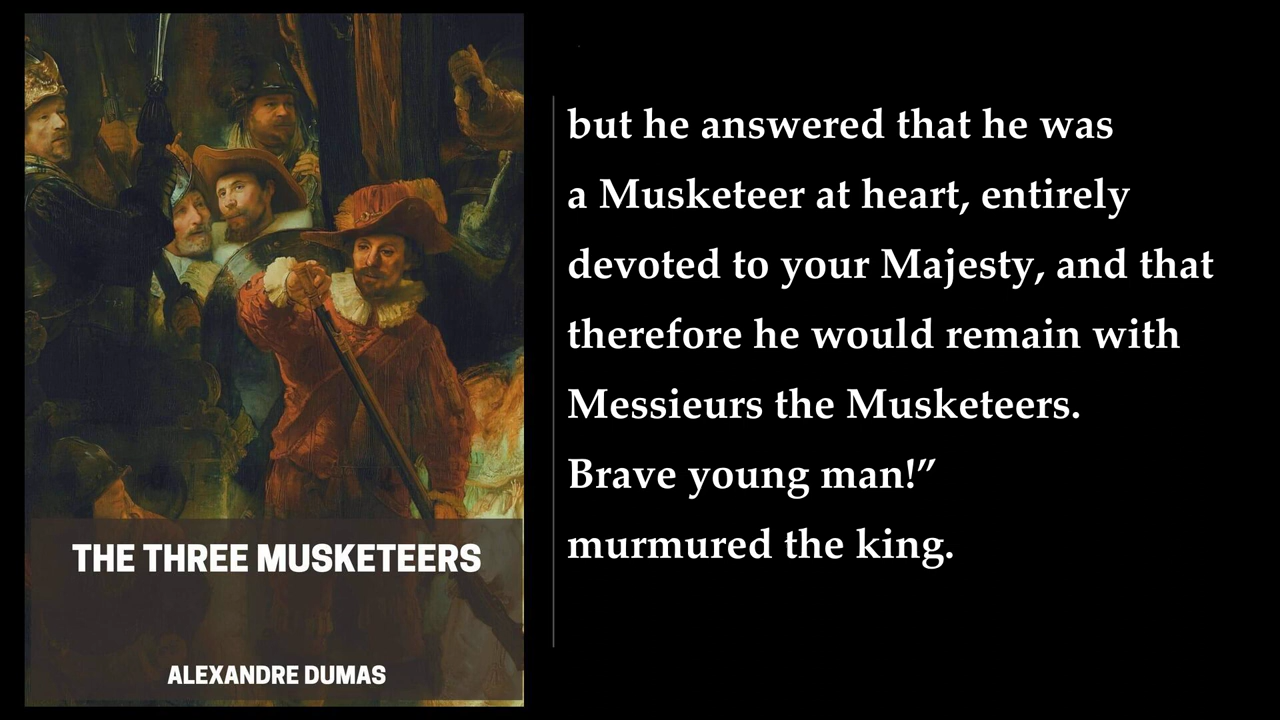 THE THREE MUSKETEERS
ALEXANDRE DUMAS
but he answered that he was
a Musketeer at heart, entirely
devoted to your Majesty, and that
therefore he would remain with
Messieurs the Musketeers.
Brave young man!”
murmured the king.